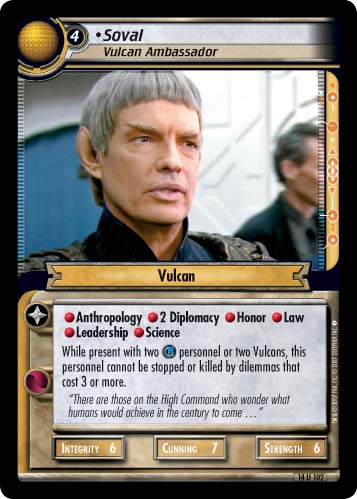 4 •Soval
Vulcan Ambassador
Vulcan
•Anthropology •2 Diplomacy •Honor •Law
•Leadership •Science
While present with two personnel or two Vulcans, this
personnel cannot be stopped or killed by dilemmas that
cost 3 or more.
"There are those on the High Command who wonder what
humans would achieve in the century to come …"
INTEGRITY 6 CUNNING 7 STRENGTH 6
14 U 102